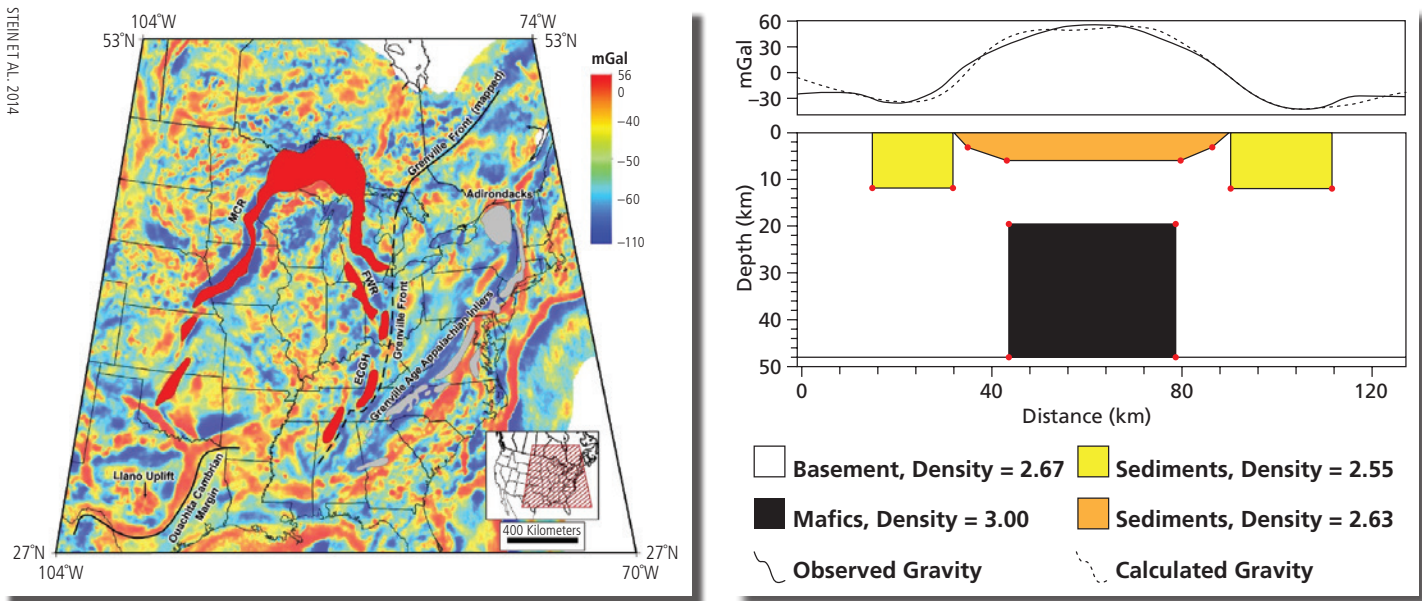 STEIN ET AL. 2014
104°W
74°W
53°N
53°N
mGal
56
0
−40
−50
−60
−110
Grenville Front (mapped)
Adirondacks
MCR
FWR
Grenville Front
ECGH
Grenville Age Appalachian Inliers
Llano Uplift
Ouachita Cambrian
Margin
400 Kilometers
27°N
27°N
104°W
70°W
60
30
0
−30
mGal
0
10
20
30
40
50
Depth (km)
0
40
80
120
Distance (km)
Basement, Density = 2.67
Sediments, Density = 2.55
Mafics, Density = 3.00
Sediments, Density = 2.63
Observed Gravity
Calculated Gravity